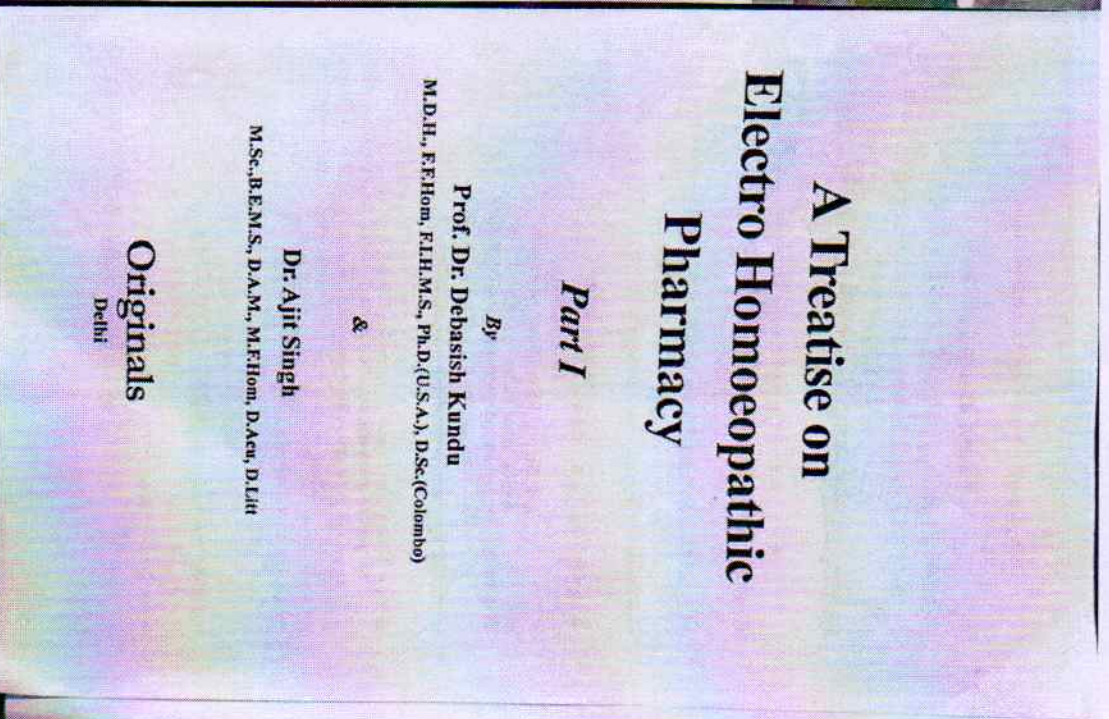 A Treatise on
Electro Homoeopathic
Pharmacy
Part I
By
Prof. Dr. Debasish Kundu
M.D.H., F.F.Hom, F.I.H.M.S., Ph.D.(U.S.A.), D.Sc.(Colombo)
&
Dr. Ajit Singh
M.Sc.,B.E.M.S., D.A.M., M.F.Hom, D.Acu, D.Litt
Originals
Delhi